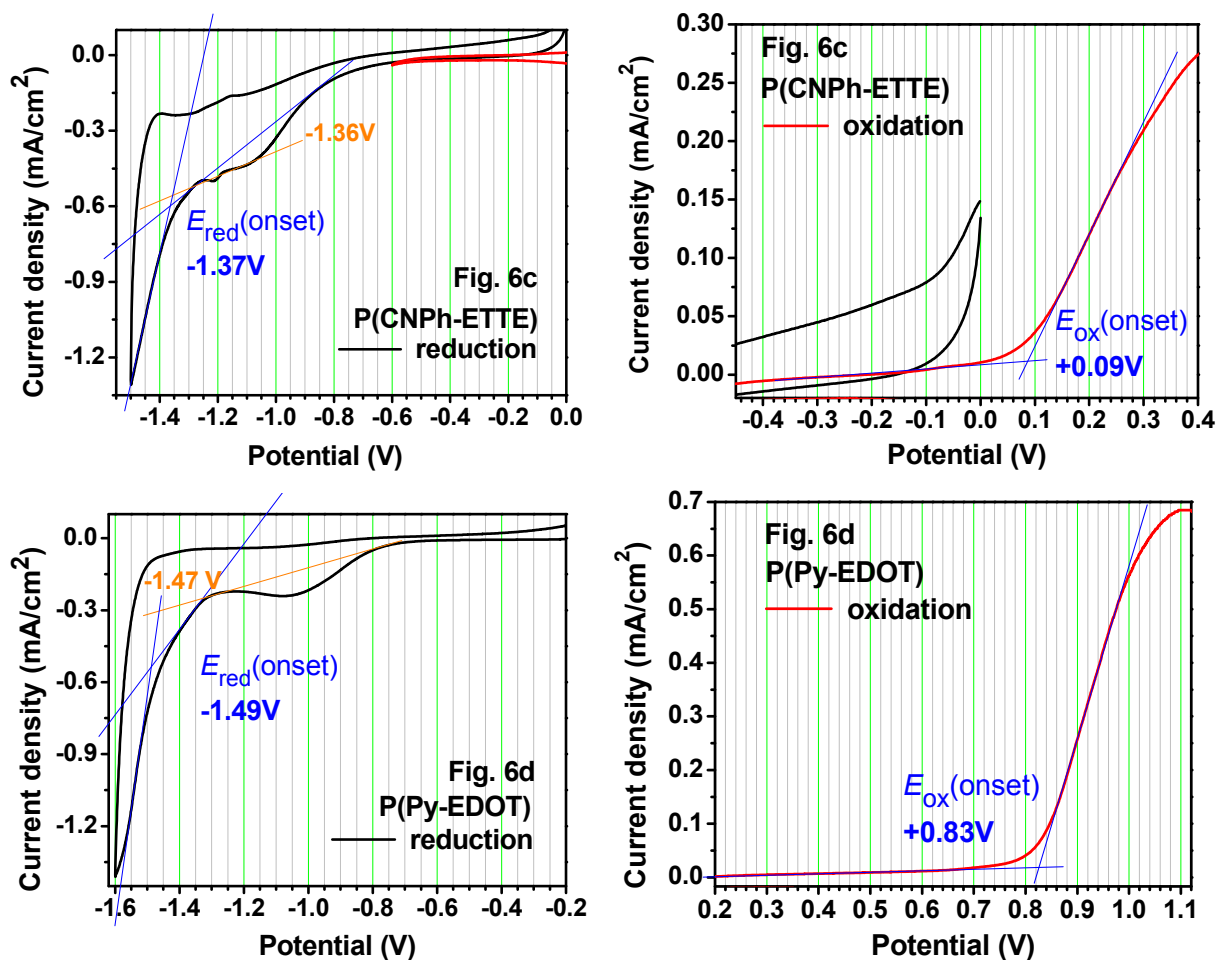 Current density (mA/cm²)
0.0
-0.3
-0.6
-0.9
-1.2
-1.36V
E_red(onset)
-1.37V
Fig. 6c
P(CNPh-ETTE)
reduction
-1.6 -1.4 -1.2 -1.0 -0.8 -0.6 -0.4 -0.2 0.0
Potential (V)
Current density (mA/cm²)
0.30
0.25
0.20
0.15
0.10
0.05
0.00
Fig. 6c
P(CNPh-ETTE)
oxidation
E_ox(onset)
+0.09V
-0.4 -0.3 -0.2 -0.1 0.0 0.1 0.2 0.3 0.4
Potential (V)
Current density (mA/cm²)
0.0
-0.3
-0.6
-0.9
-1.2
-1.47 V
E_red(onset)
-1.49V
Fig. 6d
P(Py-EDOT)
reduction
-1.6 -1.4 -1.2 -1.0 -0.8 -0.6 -0.4 -0.2
Potential (V)
Current density (mA/cm²)
0.7
0.6
0.5
0.4
0.3
0.2
0.1
0.0
Fig. 6d
P(Py-EDOT)
oxidation
E_ox(onset)
+0.83V
0.2 0.3 0.4 0.5 0.6 0.7 0.8 0.9 1.0 1.1
Potential (V)